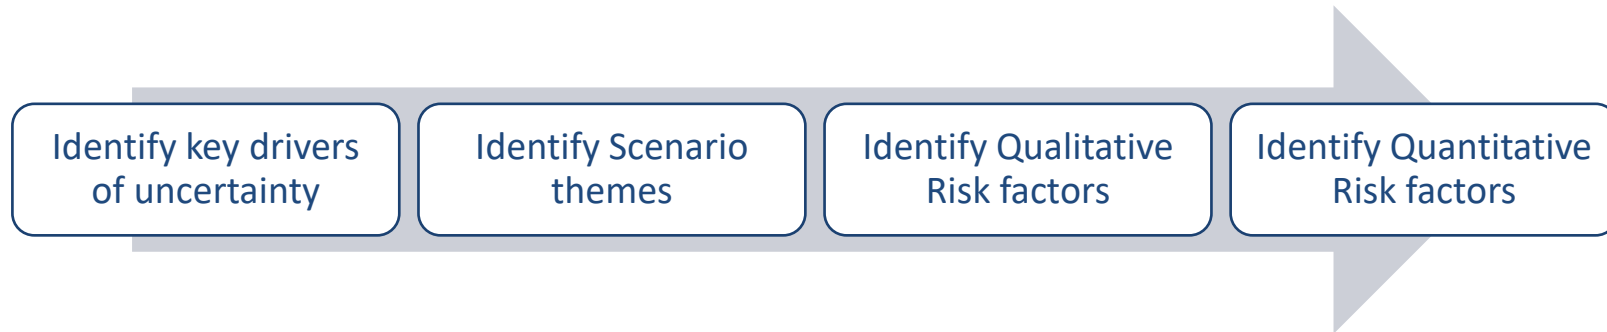 Identify key drivers
of uncertainty
Identify Scenario
themes
Identify Qualitative
Risk factors
Identify Quantitative
Risk factors